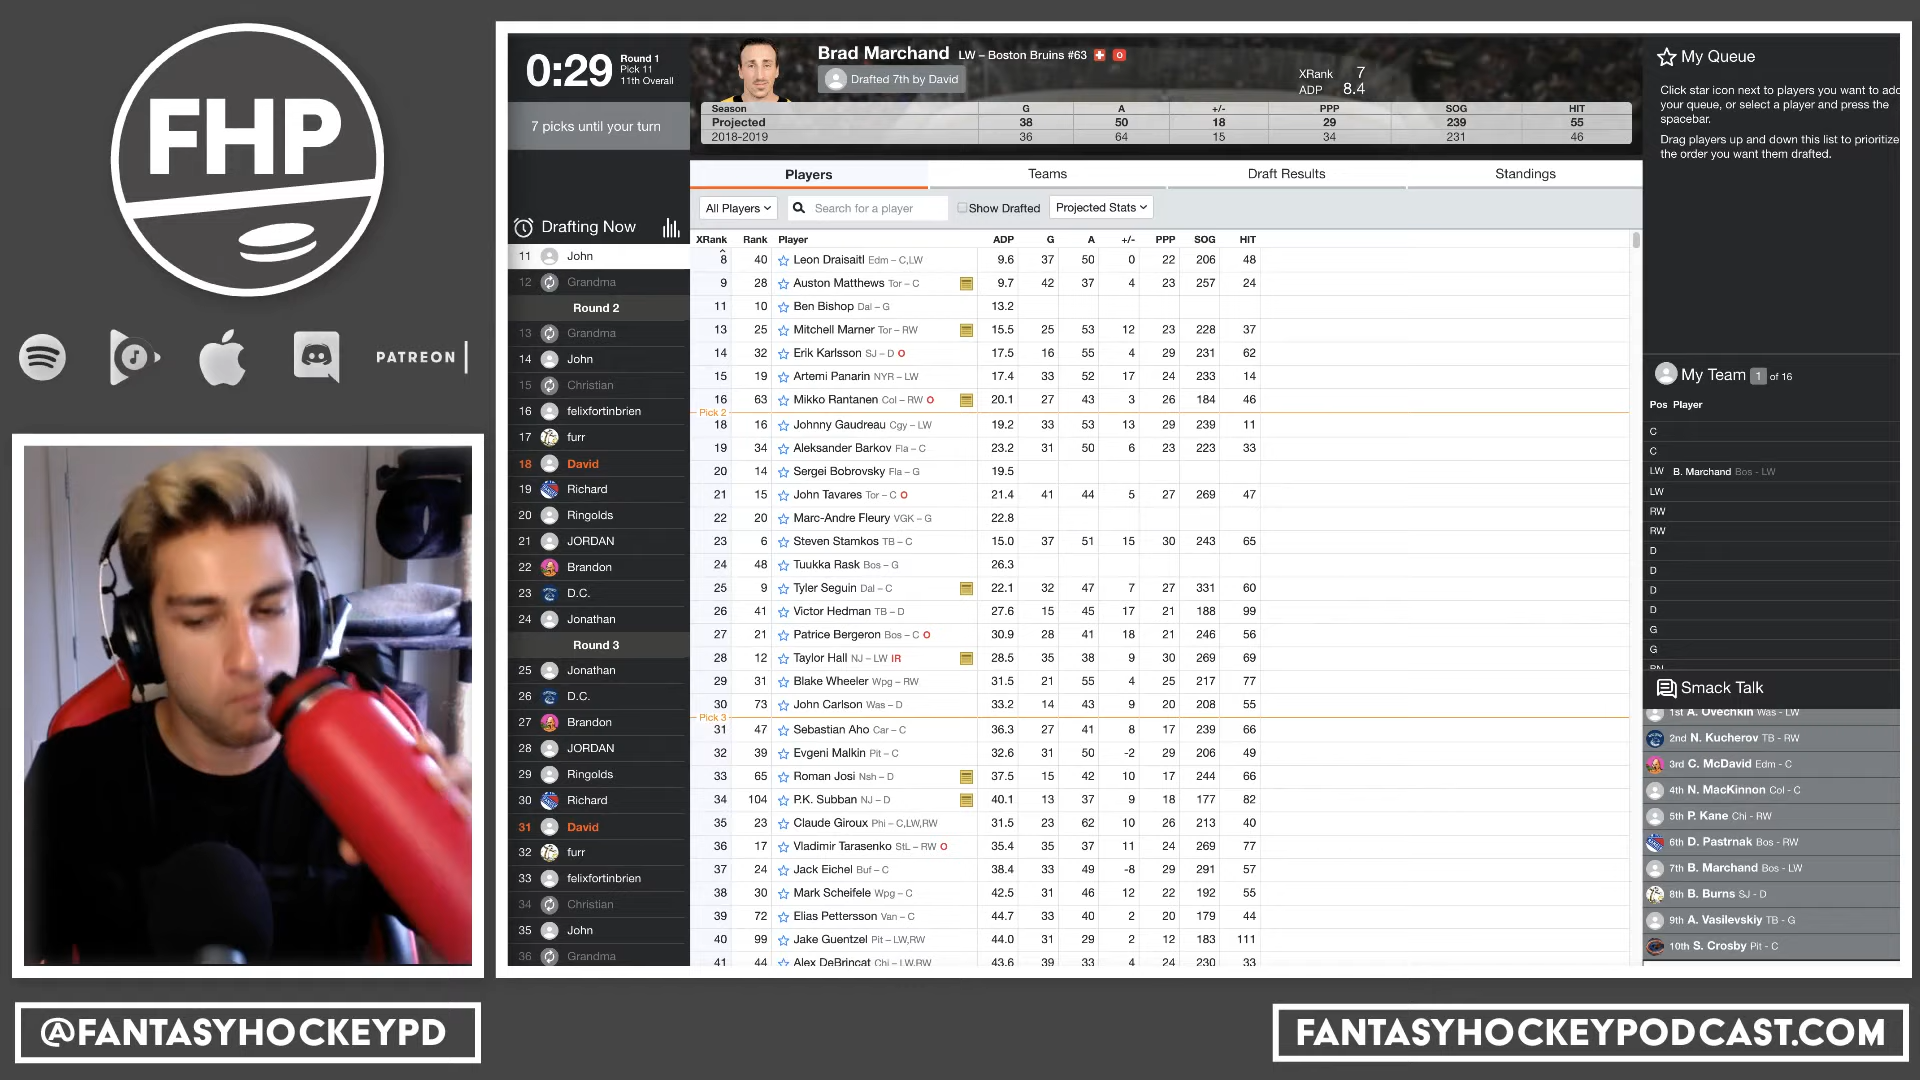 FHP
PATREON
@FANTASYHOCKEYPD
FANTASYHOCKEYPODCAST.COM
0:29
Round 1
Pick 11
11th Overall
7 picks until your turn
Drafting Now
11 John
12 Grandma
Round 2
13 Grandma
14 John
15 Christian
16 felixfortinbrien
17 furr
18 David
19 Richard
20 Ringolds
21 JORDAN
22 Brandon
23 D.C.
24 Jonathan
Round 3
25 Jonathan
26 D.C.
27 Brandon
28 JORDAN
29 Ringolds
30 Richard
31 David
32 furr
33 felixfortinbrien
34 Christian
35 John
36 Grandma
Brad Marchand LW – Boston Bruins #63 O
Drafted 7th by David
XRank 7
ADP 8.4
Season G A +/- PPP SOG HIT
Projected 38 50 18 29 239 55
2018-2019 36 64 15 34 231 46
Players Teams Draft Results Standings
All Players Search for a player Show Drafted Projected Stats
XRank Rank Player ADP G A +/- PPP SOG HIT
8 40 Leon Draisaitl Edm – C,LW 9.6 37 50 0 22 206 48
9 28 Auston Matthews Tor – C 9.7 42 37 4 23 257 24
11 10 Ben Bishop Dal – G 13.2
13 25 Mitchell Marner Tor – RW 15.5 25 53 12 23 228 37
14 32 Erik Karlsson SJ – D O 17.5 16 55 4 29 231 62
15 19 Artemi Panarin NYR – LW 17.4 33 52 17 24 233 14
16 63 Mikko Rantanen Col – RW O 20.1 27 43 3 26 184 46
Pick 2
18 16 Johnny Gaudreau Cgy – LW 19.2 33 53 13 29 239 11
19 34 Aleksander Barkov Fla – C 23.2 31 50 6 23 223 33
20 14 Sergei Bobrovsky Fla – G 19.5
21 15 John Tavares Tor – C O 21.4 41 44 5 27 269 47
22 20 Marc-Andre Fleury VGK – G 22.8
23 6 Steven Stamkos TB – C 15.0 37 51 15 30 243 65
24 48 Tuukka Rask Bos – G 26.3
25 9 Tyler Seguin Dal – C 22.1 32 47 7 27 331 60
26 41 Victor Hedman TB – D 27.6 15 45 17 21 188 99
27 21 Patrice Bergeron Bos – C O 30.9 28 41 18 21 246 56
28 12 Taylor Hall NJ – LW IR 28.5 35 38 9 30 269 69
29 31 Blake Wheeler Wpg – RW 31.5 21 55 4 25 217 77
30 73 John Carlson Was – D 33.2 14 43 9 20 208 55
Pick 3
31 47 Sebastian Aho Car – C 36.3 27 41 8 17 239 66
32 39 Evgeni Malkin Pit – C 32.6 31 50 -2 29 206 49
33 65 Roman Josi Nsh – D 37.5 15 42 10 17 244 66
34 104 P.K. Subban NJ – D 40.1 13 37 9 18 177 82
35 23 Claude Giroux Phi – C,LW,RW 31.5 23 62 10 26 213 40
36 17 Vladimir Tarasenko StL – RW O 35.4 35 37 11 24 269 77
37 24 Jack Eichel Buf – C 38.4 33 49 -8 29 291 57
38 30 Mark Scheifele Wpg – C 42.5 31 46 12 22 192 55
39 72 Elias Pettersson Van – C 44.7 33 40 2 20 179 44
40 99 Jake Guentzel Pit – LW,RW 44.0 31 29 2 12 183 111
41 44 Alex DeBrincat Chi – LW,RW 43.6 39 33 4 24 230 33
My Queue
Click star icon next to players you want to add
your queue, or select a player and press the
spacebar.
Drag players up and down this list to prioritize
the order you want them drafted.
My Team 1 of 16
Pos Player
C
C
LW B. Marchand Bos - LW
LW
RW
RW
D
D
D
D
G
G
BN
Smack Talk
1st A. Ovechkin Was - LW
2nd N. Kucherov TB - RW
3rd C. McDavid Edm - C
4th N. MacKinnon Col - C
5th P. Kane Chi - RW
6th D. Pastrnak Bos - RW
7th B. Marchand Bos - LW
8th B. Burns SJ - D
9th A. Vasilevskiy TB - G
10th S. Crosby Pit - C